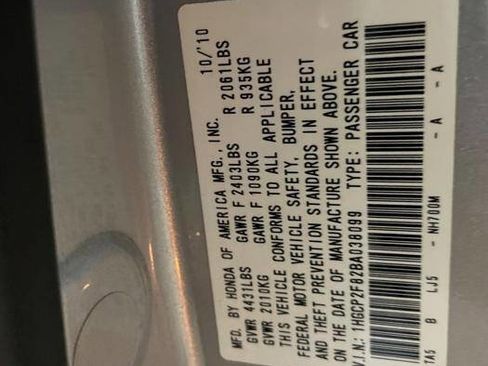 MFD. BY HONDA OF AMERICA MFG., INC. 10/'10
GVWR 4431LBS GAWR F 2403LBS R 2061LBS
GVWR 2010KG GAWR F 1090KG R 935KG
THIS VEHICLE CONFORMS TO ALL APPLICABLE
FEDERAL MOTOR VEHICLE SAFETY, BUMPER,
AND THEFT PREVENTION STANDARDS IN EFFECT
ON THE DATE OF MANUFACTURE SHOWN ABOVE.
V.I.N.: 1HGCP2F82BA038099 TYPE: PASSENGER CAR
TA5 B LJ5 - NH700M - A - A